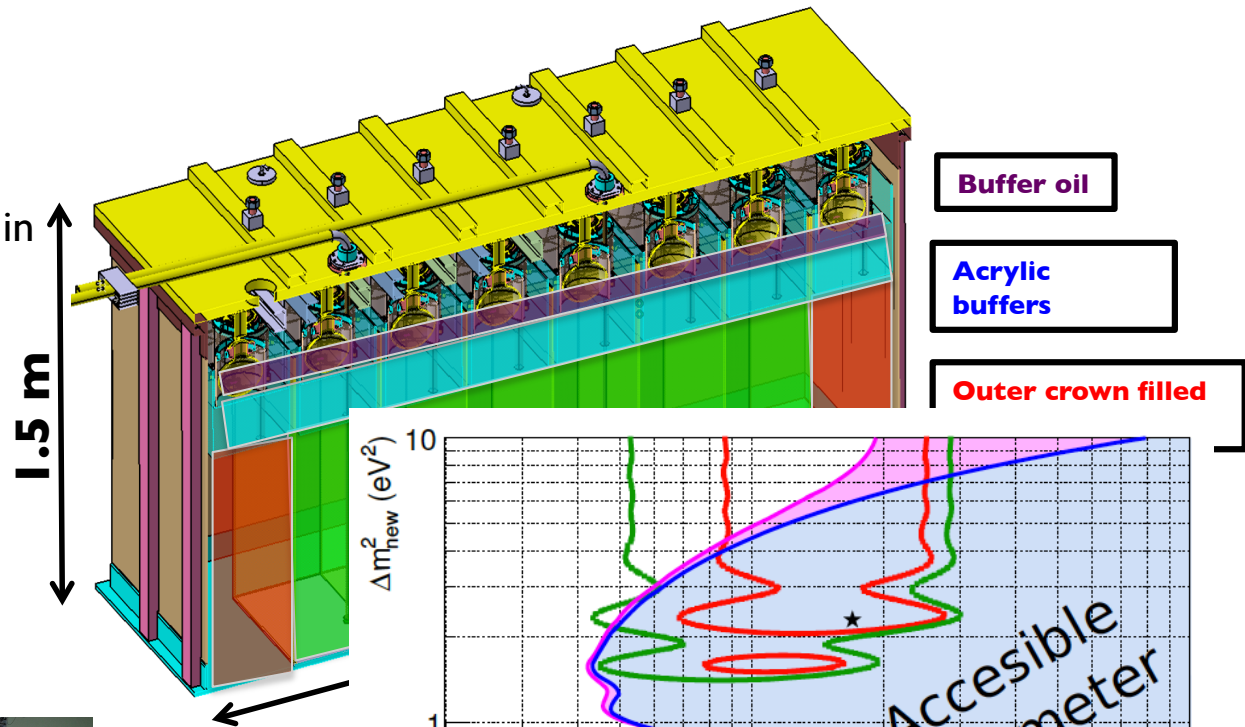 in
1.5 m
Buffer oil
Acrylic
buffers
Outer crown filled
10
Δm²new (eV²)
1
Accesible
meter